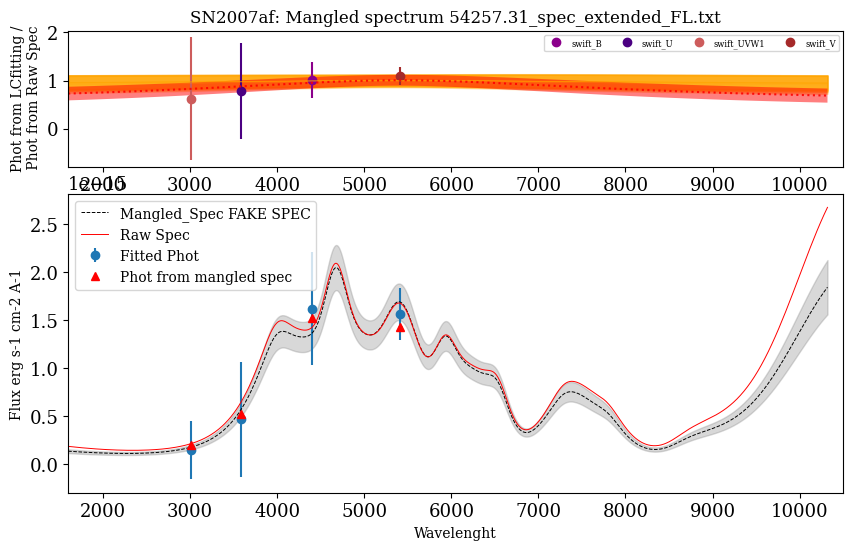 SN2007af: Mangled spectrum 54257.31_spec_extended_FL.txt
Phot from LCfitting /
Phot from Raw Spec
2
1
0
swift_B
swift_U
swift_UVW1
swift_V
2000 3000 4000 5000 6000 7000 8000 9000 10000
1e−15
Flux erg s-1 cm-2 A-1
2.5
2.0
1.5
1.0
0.5
0.0
Mangled_Spec FAKE SPEC
Raw Spec
Fitted Phot
Phot from mangled spec
2000 3000 4000 5000 6000 7000 8000 9000 10000
Wavelenght